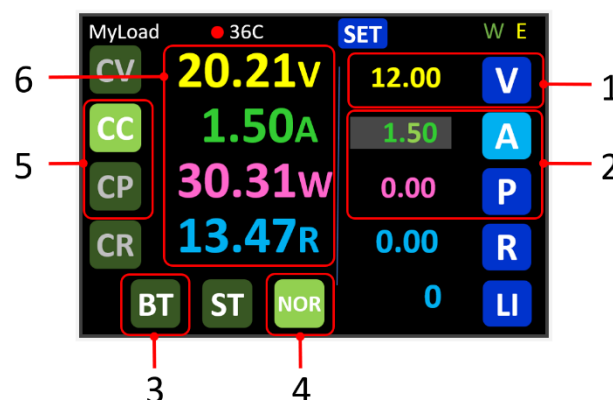 MyLoad 36C SET W E
6 CV 20.21V 12.00 V 1
5 CC 1.50A 1.50 A 2
CP 30.31W 0.00 P
CR 13.47R 0.00 R
BT ST NOR 0 LI
3 4